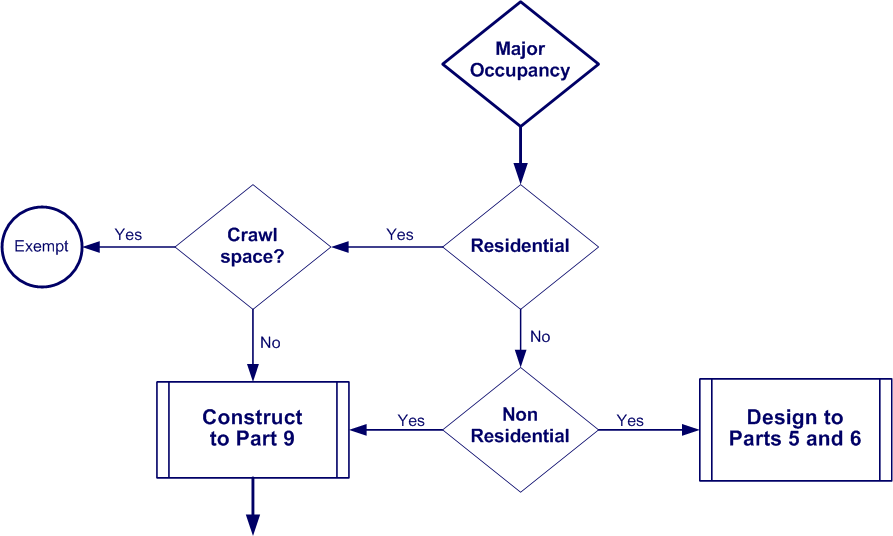 Major
Occupancy
Exempt
Yes
Crawl
space?
Yes
Residential
No
No
Construct
to Part 9
Yes
Non
Residential
Yes
Design to
Parts 5 and 6